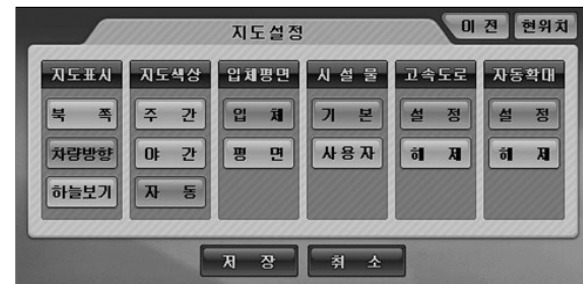 지도설정 이전 현위치
지도표시 지도색상 입체평면 시설물 고속도로 자동확대
북쪽 주간 입체 기본 설정 설정
차량방향 야간 평면 사용자 해제 해제
하늘보기 자동
저장 취소